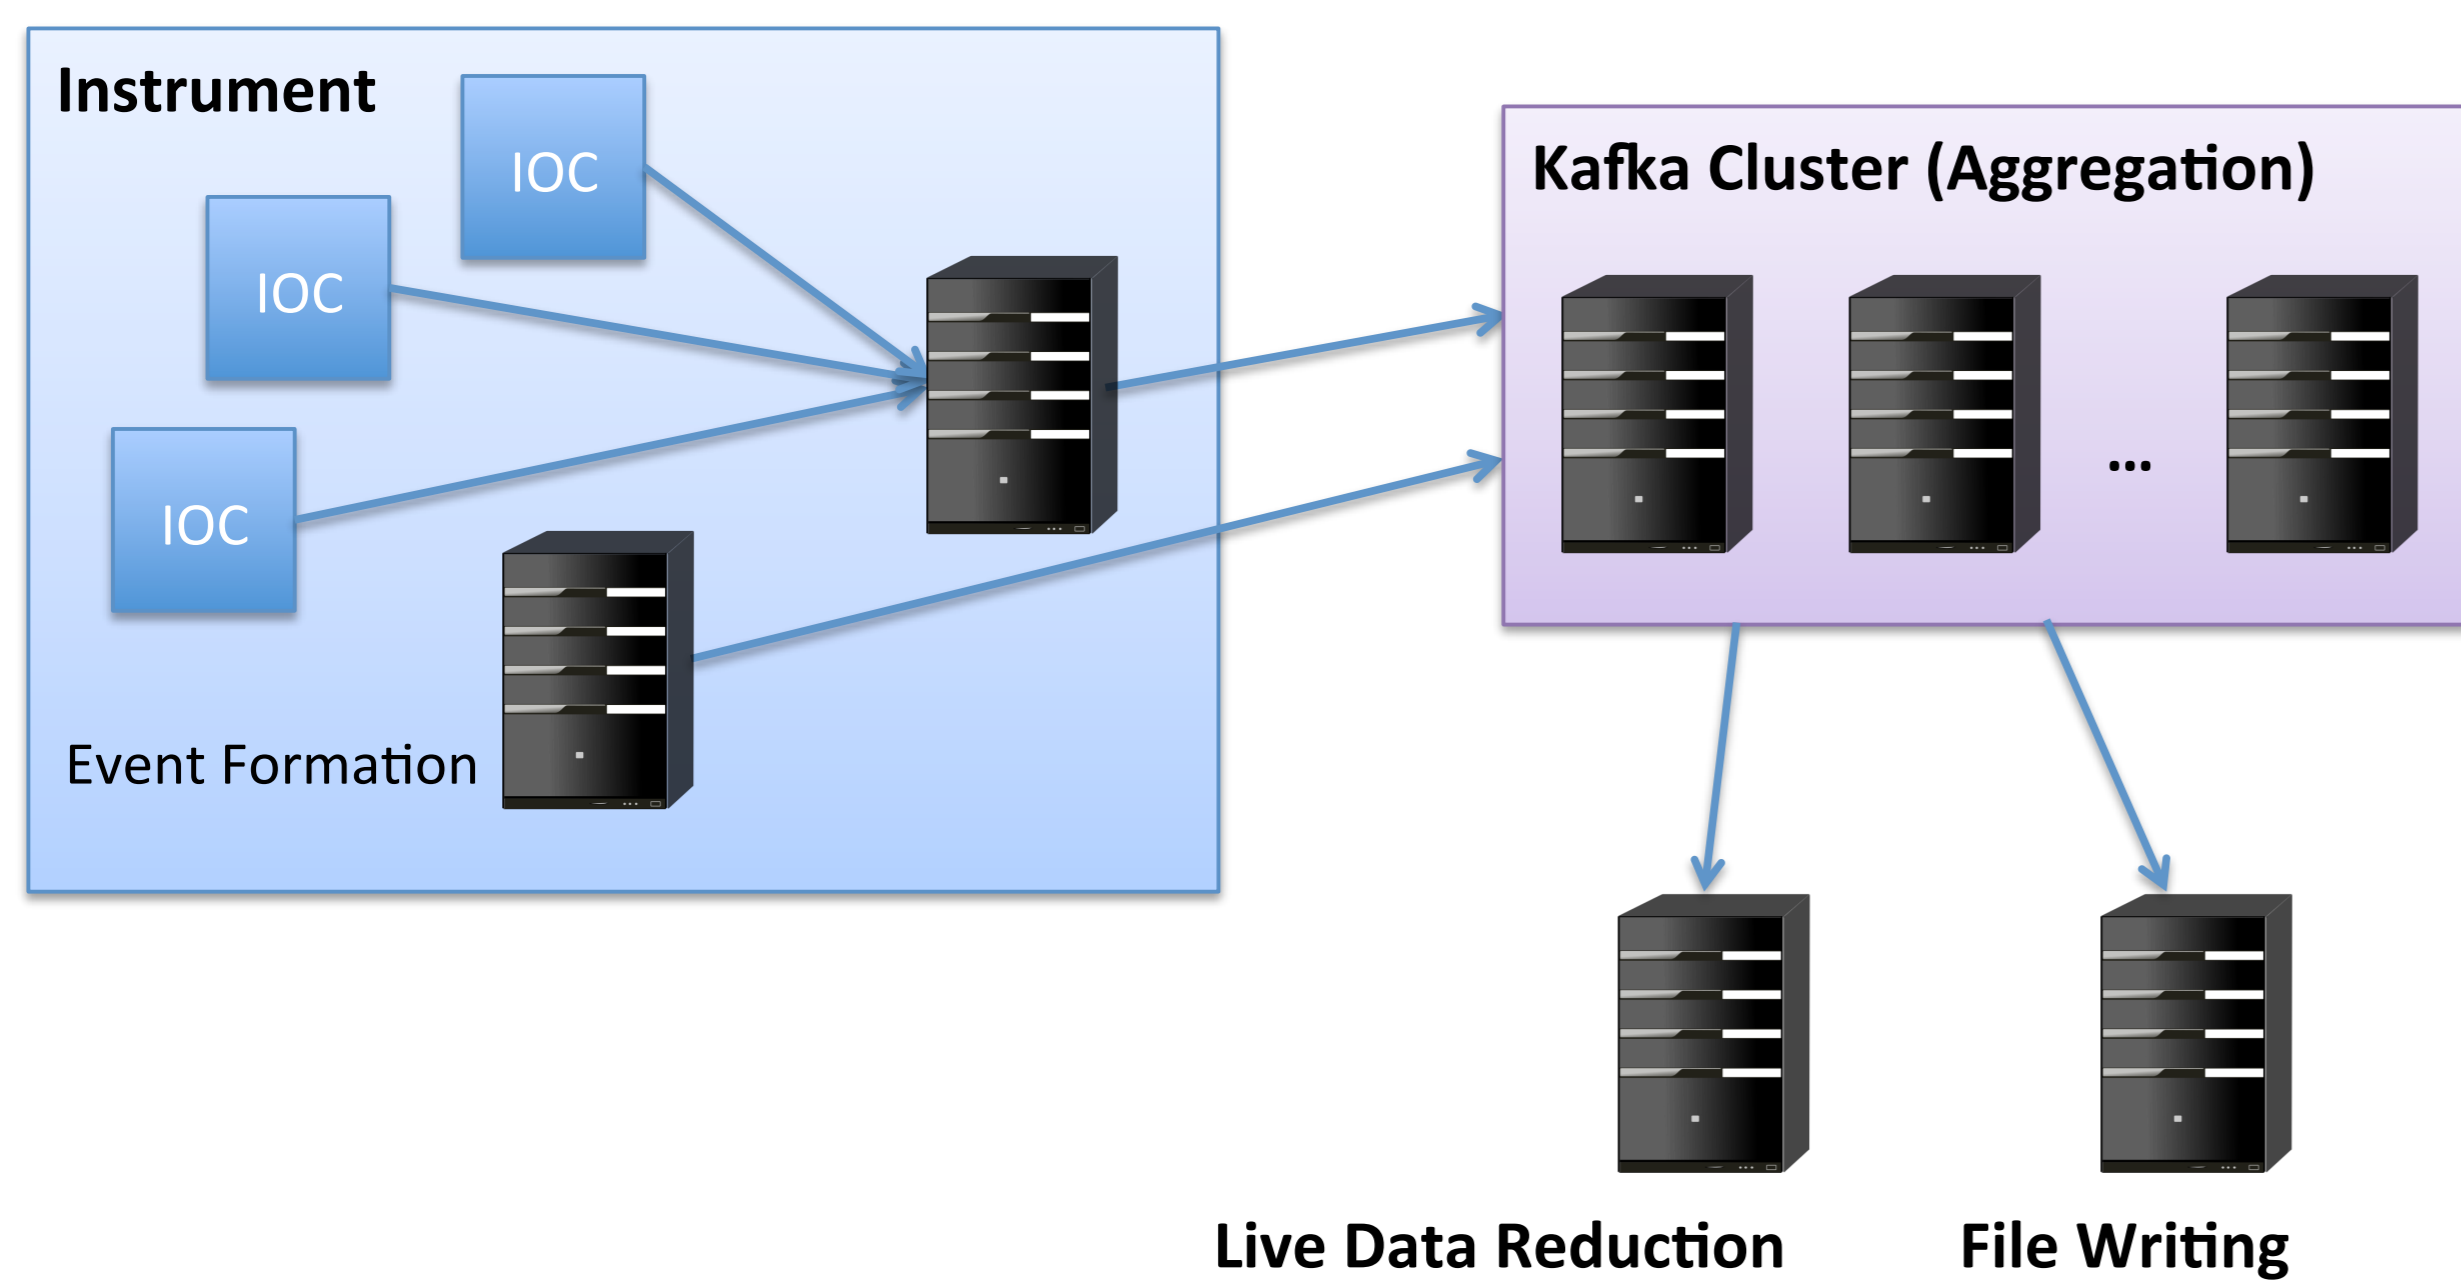 Instrument
IOC
IOC
IOC
Event Formation
Kafka Cluster (Aggregation)
...
Live Data Reduction
File Writing